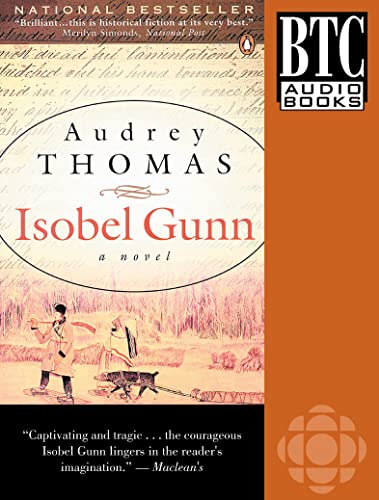 NATIONAL BESTSELLER
"Brilliant...this is historical fiction at its very best."
Merilyn Simonds, National Post
Audrey
THOMAS
Isobel Gunn
a novel
"Captivating and tragic . . . the courageous
Isobel Gunn lingers in the reader's
imagination." — Maclean's
BTC
AUDIO
BOOKS